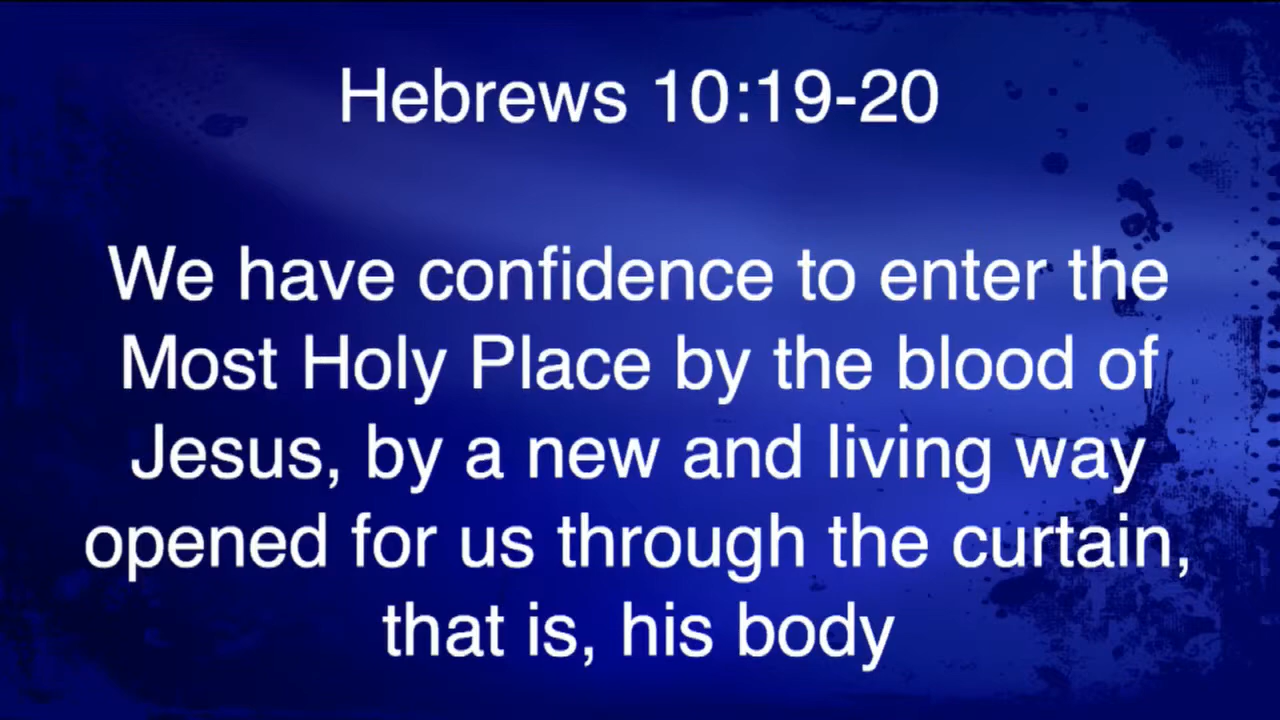 Hebrews 10:19-20
We have confidence to enter the
Most Holy Place by the blood of
Jesus, by a new and living way
opened for us through the curtain,
that is, his body